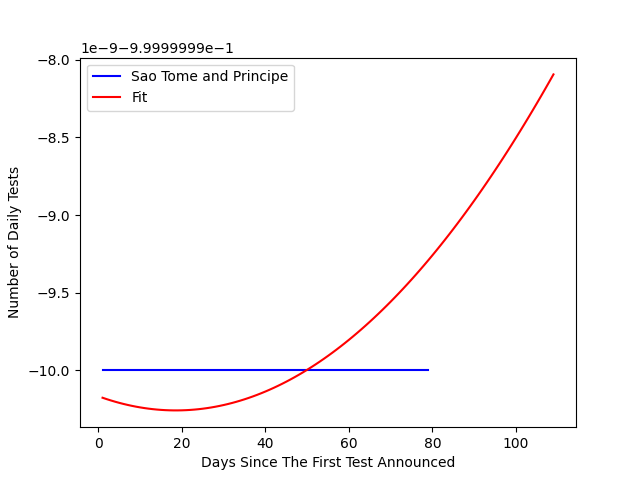 1e−9−9.9999999e−1
−8.0
−8.5
−9.0
−9.5
−10.0
Number of Daily Tests
Sao Tome and Principe
Fit
0
20
40
60
80
100
Days Since The First Test Announced